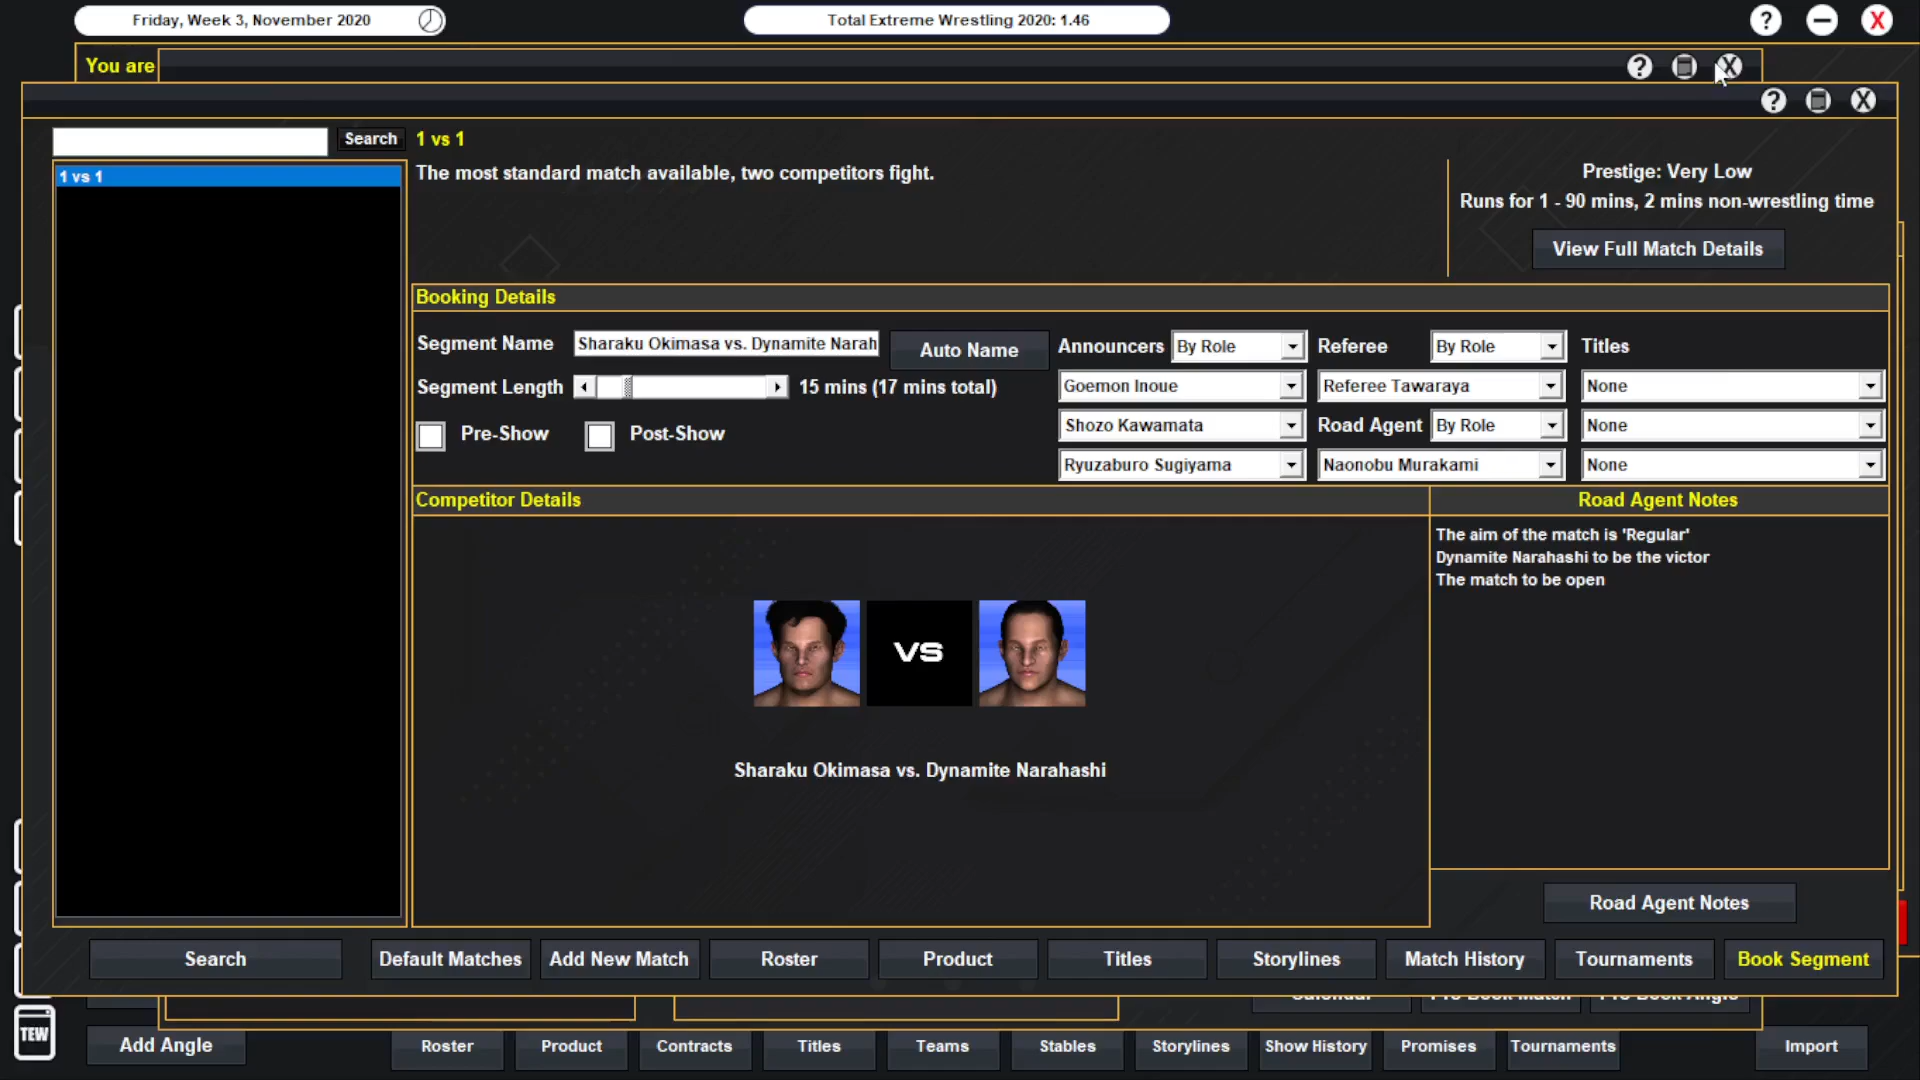 Friday, Week 3, November 2020
Total Extreme Wrestling 2020: 1.46
You are
Search
1 vs 1
1 vs 1
The most standard match available, two competitors fight.
Prestige: Very Low
Runs for 1 - 90 mins, 2 mins non-wrestling time
View Full Match Details
Booking Details
Segment Name
Sharaku Okimasa vs. Dynamite Narah
Auto Name
Announcers
By Role
Referee
By Role
Titles
Segment Length
15 mins (17 mins total)
Goemon Inoue
Referee Tawaraya
None
Pre-Show
Post-Show
Shozo Kawamata
Road Agent
By Role
None
Ryuzaburo Sugiyama
Naonobu Murakami
None
Competitor Details
Road Agent Notes
The aim of the match is 'Regular'
Dynamite Narahashi to be the victor
The match to be open
VS
Sharaku Okimasa vs. Dynamite Narahashi
Road Agent Notes
Search
Default Matches
Add New Match
Roster
Product
Titles
Storylines
Match History
Tournaments
Book Segment
Calendar
Pre Book Match
Pre Book Angle
TEW
Add Angle
Roster
Product
Contracts
Titles
Teams
Stables
Storylines
Show History
Promises
Tournaments
Import